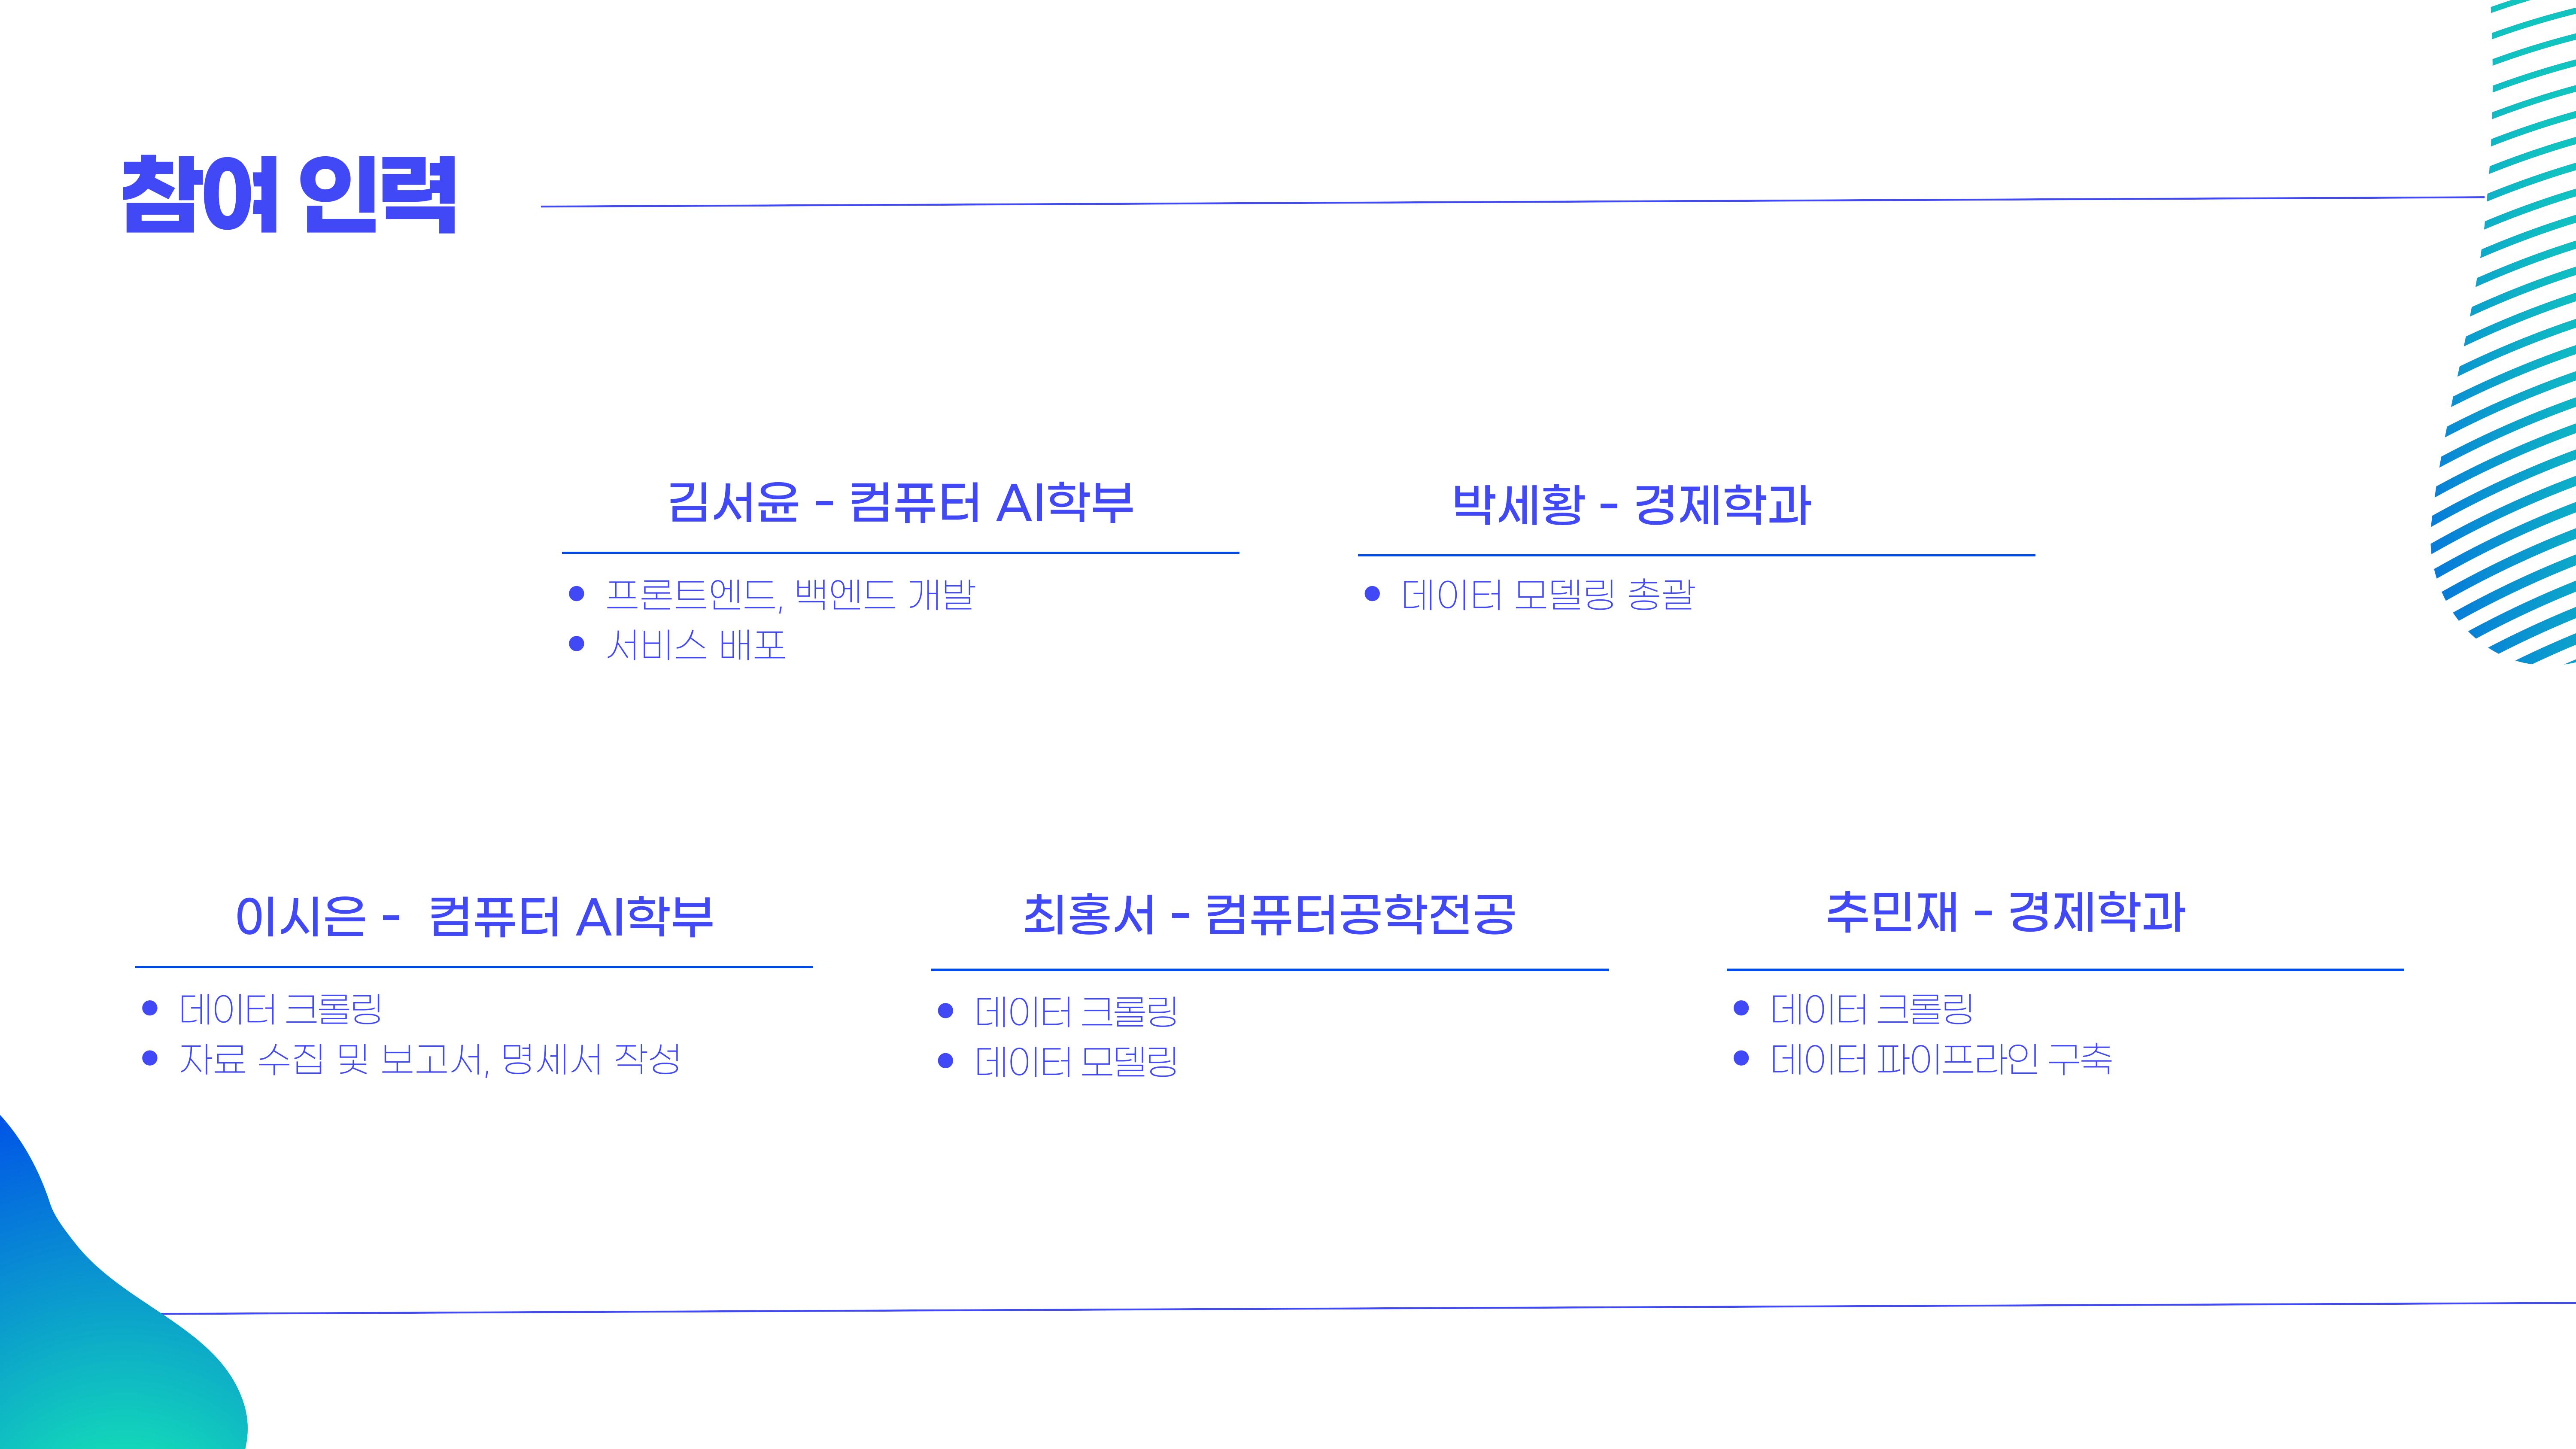 참여 인력
김서윤 - 컴퓨터 AI학부
• 프론트엔드, 백엔드 개발
• 서비스 배포
박세황 - 경제학과
• 데이터 모델링 총괄
이시은 - 컴퓨터 AI학부
• 데이터 크롤링
• 자료 수집 및 보고서, 명세서 작성
최홍서 - 컴퓨터공학전공
• 데이터 크롤링
• 데이터 모델링
추민재 - 경제학과
• 데이터 크롤링
• 데이터 파이프라인 구축